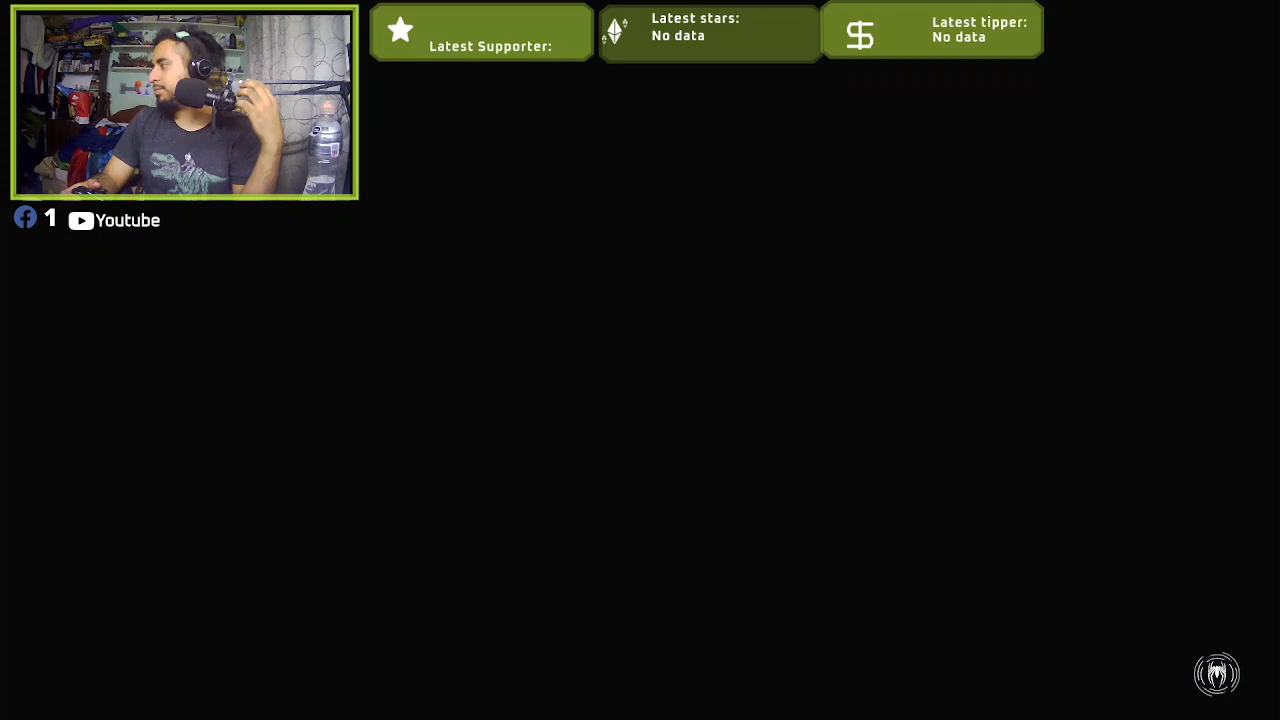 Latest Supporter:
Latest stars:
No data
Latest tipper:
No data
1
Youtube